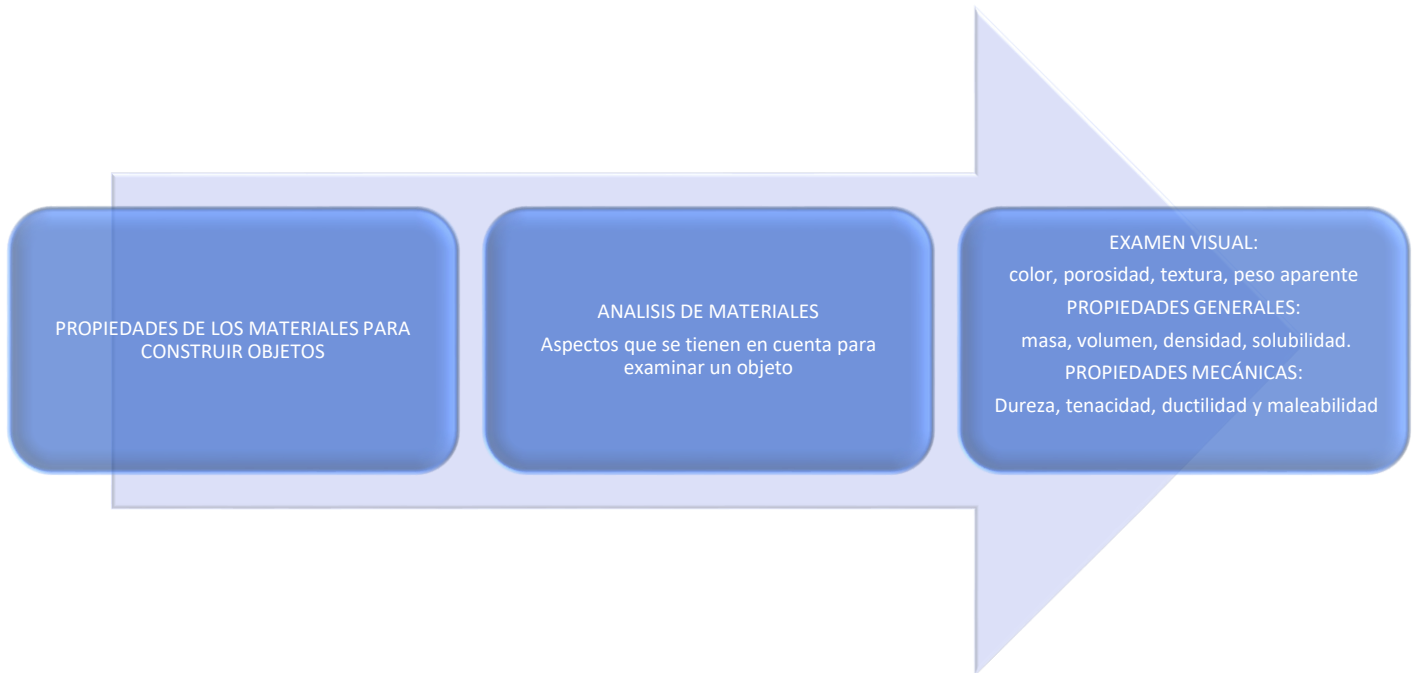 PROPIEDADES DE LOS MATERIALES PARA
CONSTRUIR OBJETOS
ANALISIS DE MATERIALES
Aspectos que se tienen en cuenta para
examinar un objeto
EXAMEN VISUAL:
color, porosidad, textura, peso aparente
PROPIEDADES GENERALES:
masa, volumen, densidad, solubilidad.
PROPIEDADES MECÁNICAS:
Dureza, tenacidad, ductilidad y maleabilidad